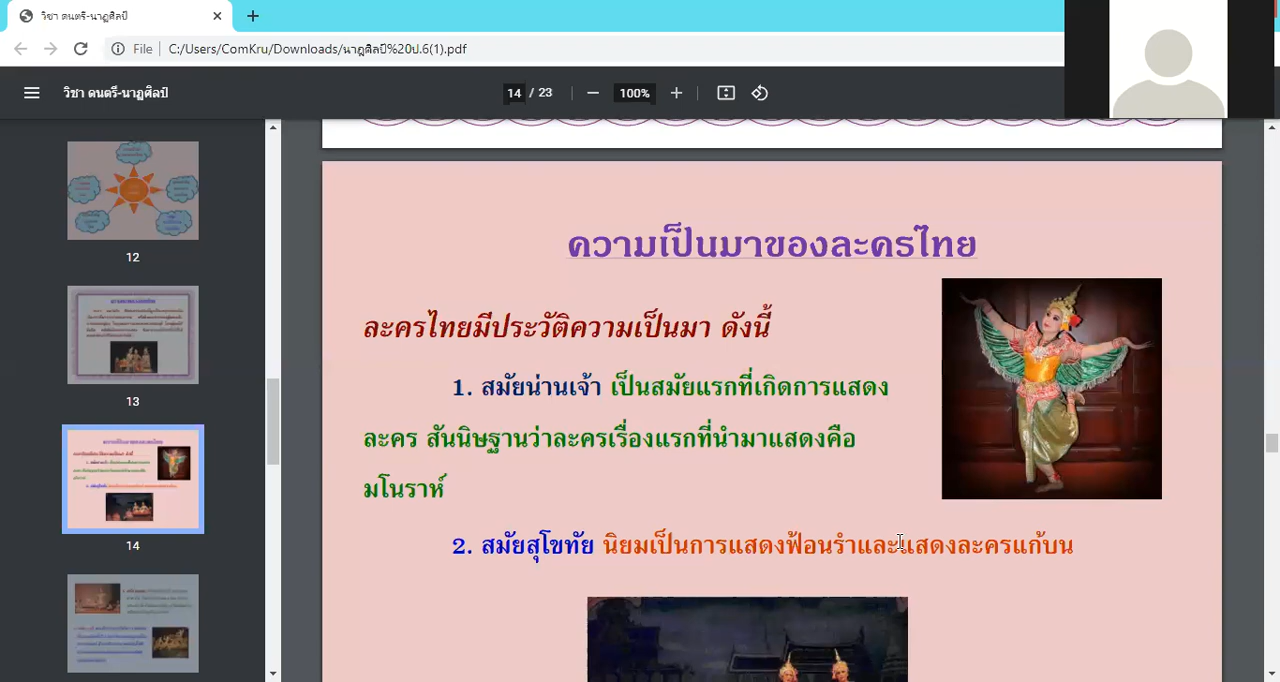 วิชา ดนตรี-นาฏศิลป์
File C:/Users/ComKru/Downloads/นาฏศิลป์%20ป.6(1).pdf
วิชา ดนตรี-นาฏศิลป์ 14 / 23 100%
12
13
14
ความเป็นมาของละครไทย
ละครไทยมีประวัติความเป็นมา ดังนี้
1. สมัยน่านเจ้า เป็นสมัยแรกที่เกิดการแสดง
ละคร สันนิษฐานว่าละครเรื่องแรกที่นำมาแสดงคือ
มโนราห์
2. สมัยสุโขทัย นิยมเป็นการแสดงฟ้อนรำและแสดงละครแก้บน